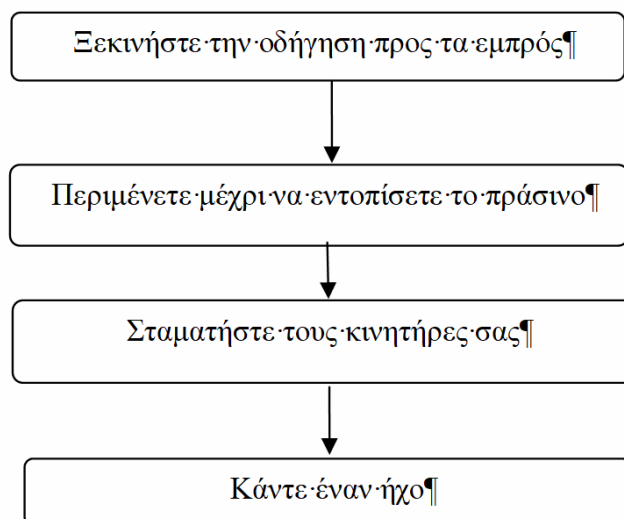 Ξεκινήστε·την·οδήγηση·προς·τα·εμπρός¶
Περιμένετε·μέχρι·να·εντοπίσετε·το·πράσινο¶
Σταματήστε·τους·κινητήρες·σας¶
Κάντε·έναν·ήχο¶